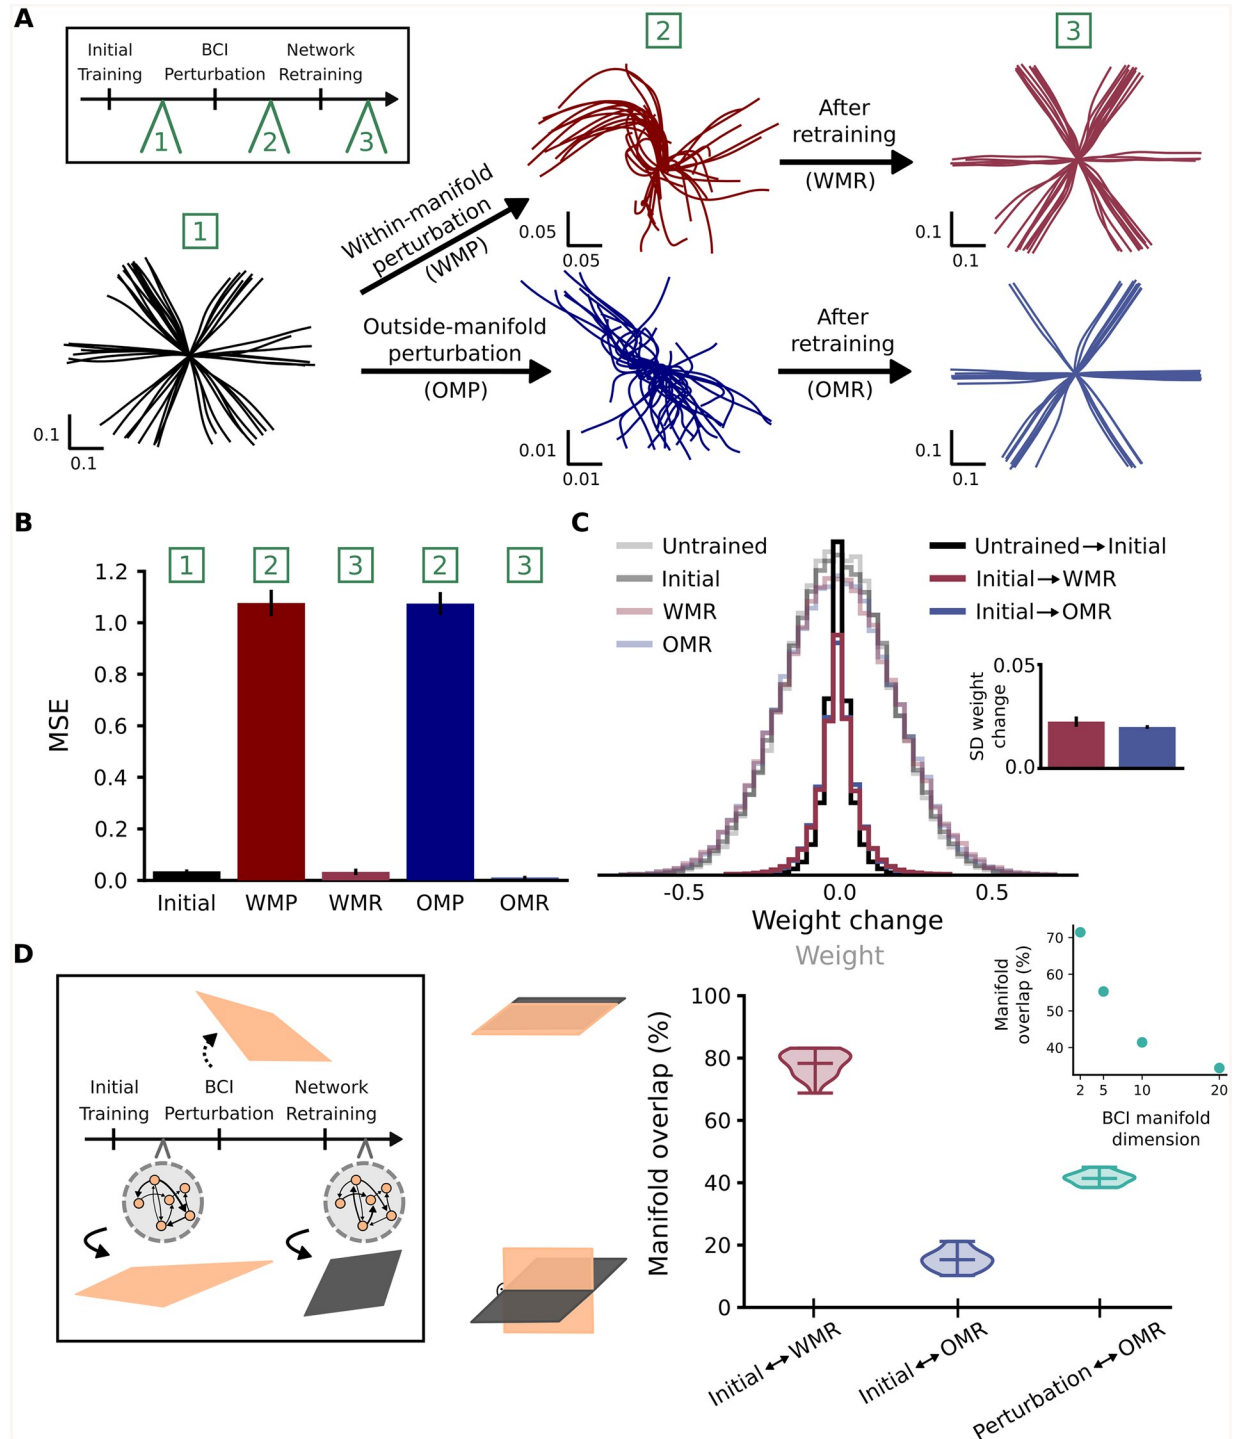 A
Initial
Training
BCI
Perturbation
Network
Retraining
1
2
3
1
0.1
0.1
Within-manifold
perturbation
(WMP)
Outside-manifold
perturbation
(OMP)
2
0.05
0.05
0.01
0.01
After
retraining
(WMR)
After
retraining
(OMR)
3
0.1
0.1
0.1
0.1
B
1
2
3
2
3
MSE
1.2
1.0
0.8
0.6
0.4
0.2
0.0
Initial
WMP
WMR
OMP
OMR
C
Untrained
Initial
WMR
OMR
Untrained→Initial
Initial→WMR
Initial→OMR
SD weight
change
0.05
0.0
-0.5
0.0
0.5
Weight change
Weight
D
Initial
Training
BCI
Perturbation
Network
Retraining
Manifold overlap (%)
100
80
60
40
20
0
Initial↔WMR
Initial↔OMR
Perturbation↔OMR
Manifold
overlap (%)
70
60
50
40
2
5
10
20
BCI manifold
dimension